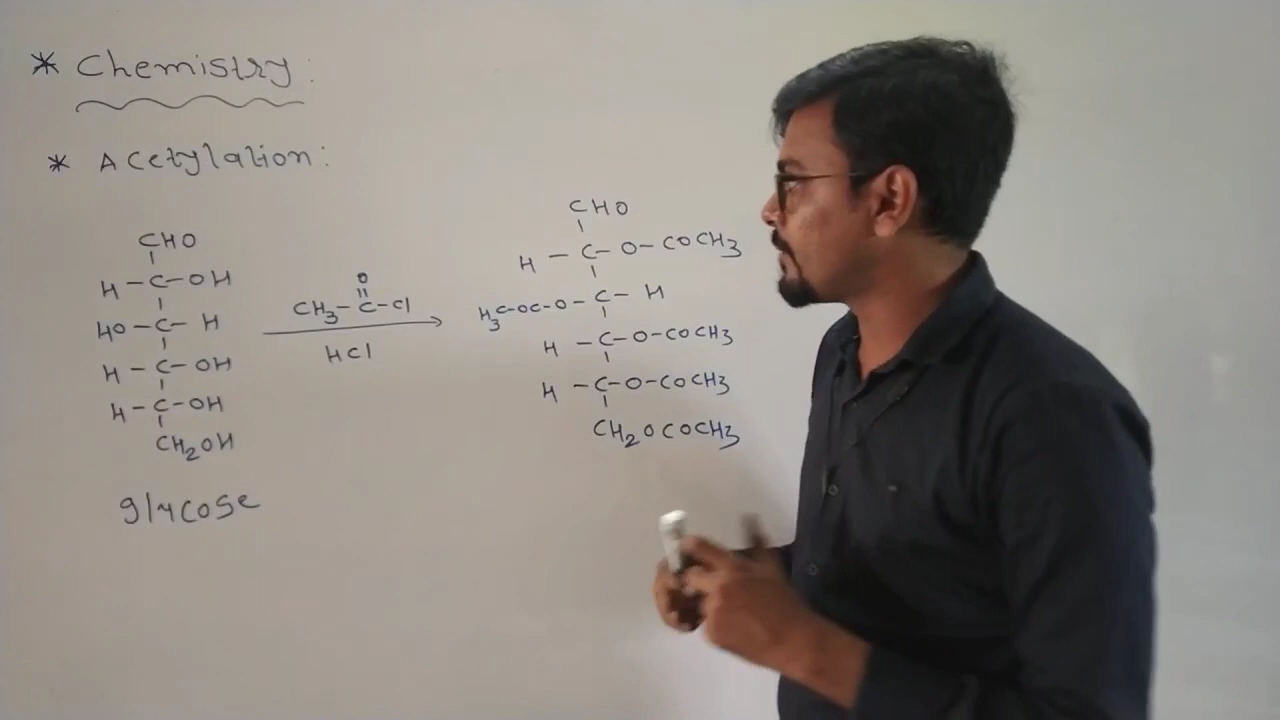 * Chemistry:
* Acetylation:
CHO
H-C-OH
HO-C-H
H-C-OH
H-C-OH
CH2OH
glucose
O
CH3-C-Cl
HCl
CHO
H-C-O-COCH3
H3C-OC-O-C-H
H-C-O-COCH3
H-C-O-COCH3
CH2OCOCH3